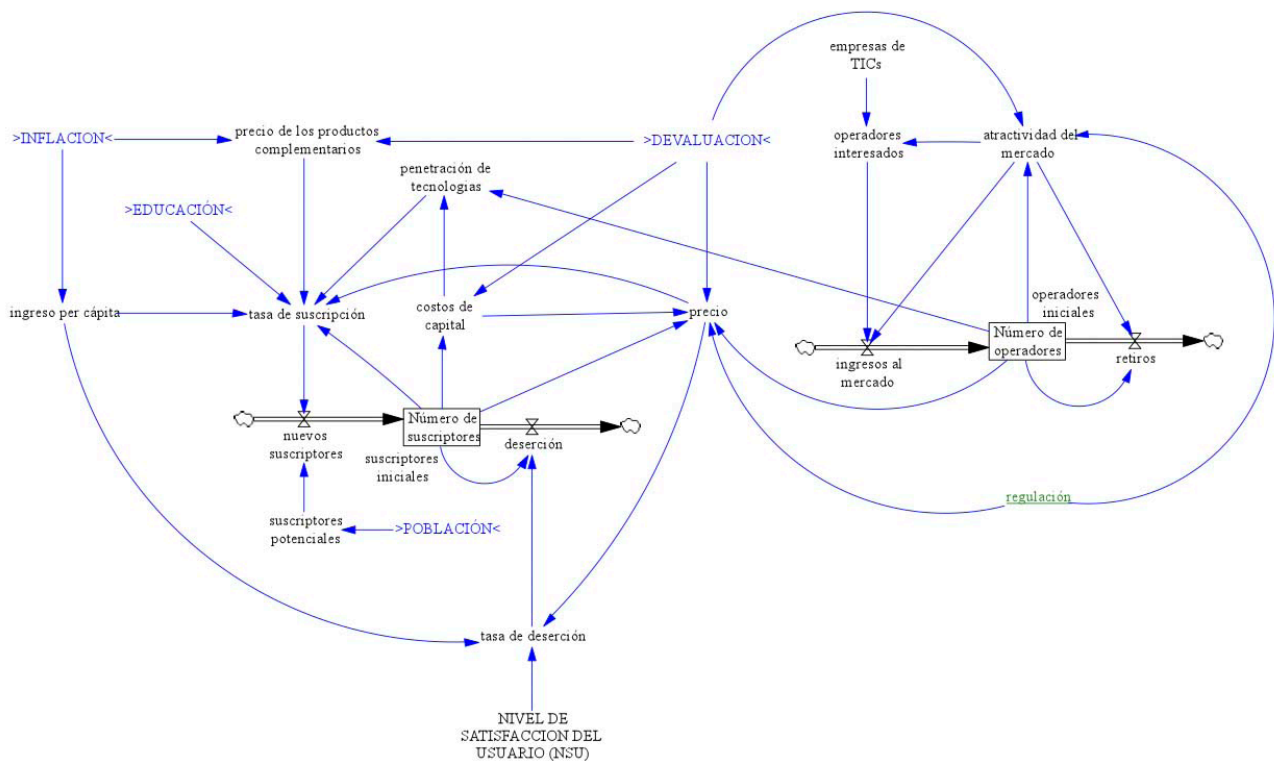 empresas de
TICs
>INFLACION<
precio de los productos
complementarios
>DEVALUACION<
operadores
interesados
atractividad del
mercado
penetración de
tecnologias
>EDUCACIÓN<
ingreso per cápita
tasa de suscripción
costos de
capital
precio
operadores
iniciales
Número de
operadores
ingresos al
mercado
retiros
Número de
suscriptores
nuevos
suscriptores
suscriptores
iniciales
deserción
regulación
suscriptores
potenciales
>POBLACIÓN<
tasa de deserción
NIVEL DE
SATISFACCION DEL
USUARIO (NSU)